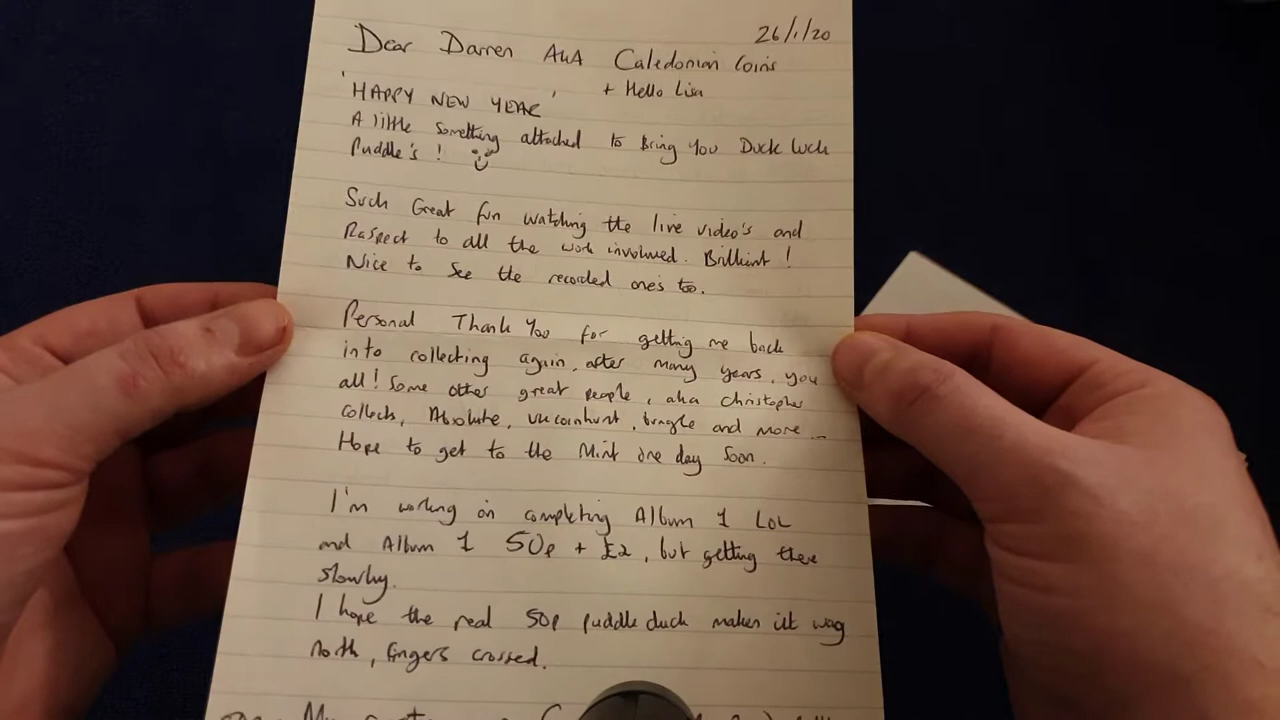 26/1/20
Dear Darren AKA Caledonian Coins
+ Hello Lisa
'HAPPY NEW YEAR'
A little something attached to Bring You Duck Luck
Puddle's !
Such Great fun watching the live video's and
Respect to all the work involved. Brilliant !
Nice to see the recorded one's too.
Personal Thank You for getting me back
into collecting again, after many years, you
all! Some other great people, aka christopher
collects, Absolute, ukcoinhunt, bragle and more ...
Hope to get to the Mint one day soon.
I'm working on completing Album 1 LOL
and Album 1 50p + £2, but getting there
slowly.
I hope the real 50p puddle duck makes it way
North, fingers crossed.
My